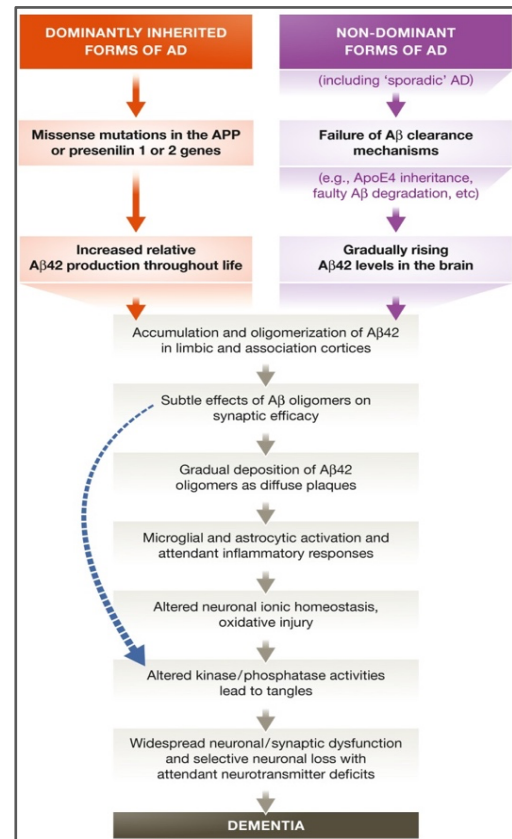 DOMINANTLY INHERITED
FORMS OF AD
NON-DOMINANT
FORMS OF AD
(including ‘sporadic’ AD)
Missense mutations in the APP
or presenilin 1 or 2 genes
Failure of Aβ clearance
mechanisms
(e.g., ApoE4 inheritance,
faulty Aβ degradation, etc)
Increased relative
Aβ42 production throughout life
Gradually rising
Aβ42 levels in the brain
Accumulation and oligomerization of Aβ42
in limbic and association cortices
Subtle effects of Aβ oligomers on
synaptic efficacy
Gradual deposition of Aβ42
oligomers as diffuse plaques
Microglial and astrocytic activation and
attendant inflammatory responses
Altered neuronal ionic homeostasis,
oxidative injury
Altered kinase/phosphatase activities
lead to tangles
Widespread neuronal/synaptic dysfunction
and selective neuronal loss with
attendant neurotransmitter deficits
DEMENTIA